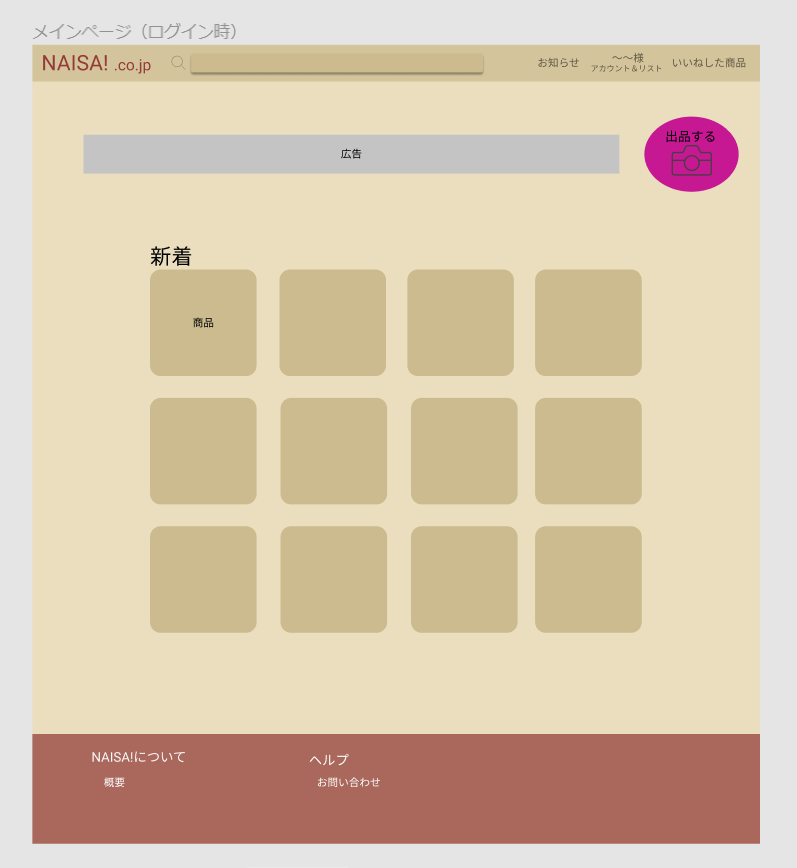 メインページ（ログイン時）
NAISA! .co.jp
お知らせ
～～様
アカウント＆リスト
いいねした商品
広告
出品する
新着
商品
NAISA!について
ヘルプ
概要
お問い合わせ